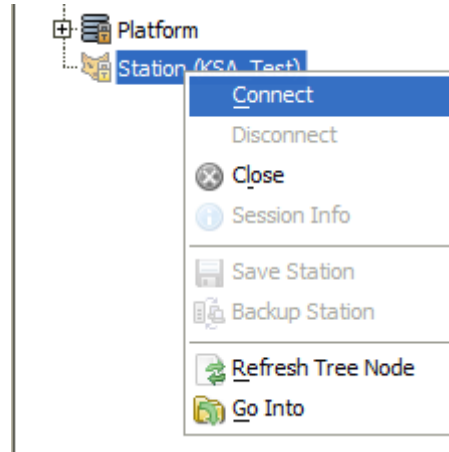 Platform
Station (KSA_Test)
Connect
Disconnect
Close
Session Info
Save Station
Backup Station
Refresh Tree Node
Go Into